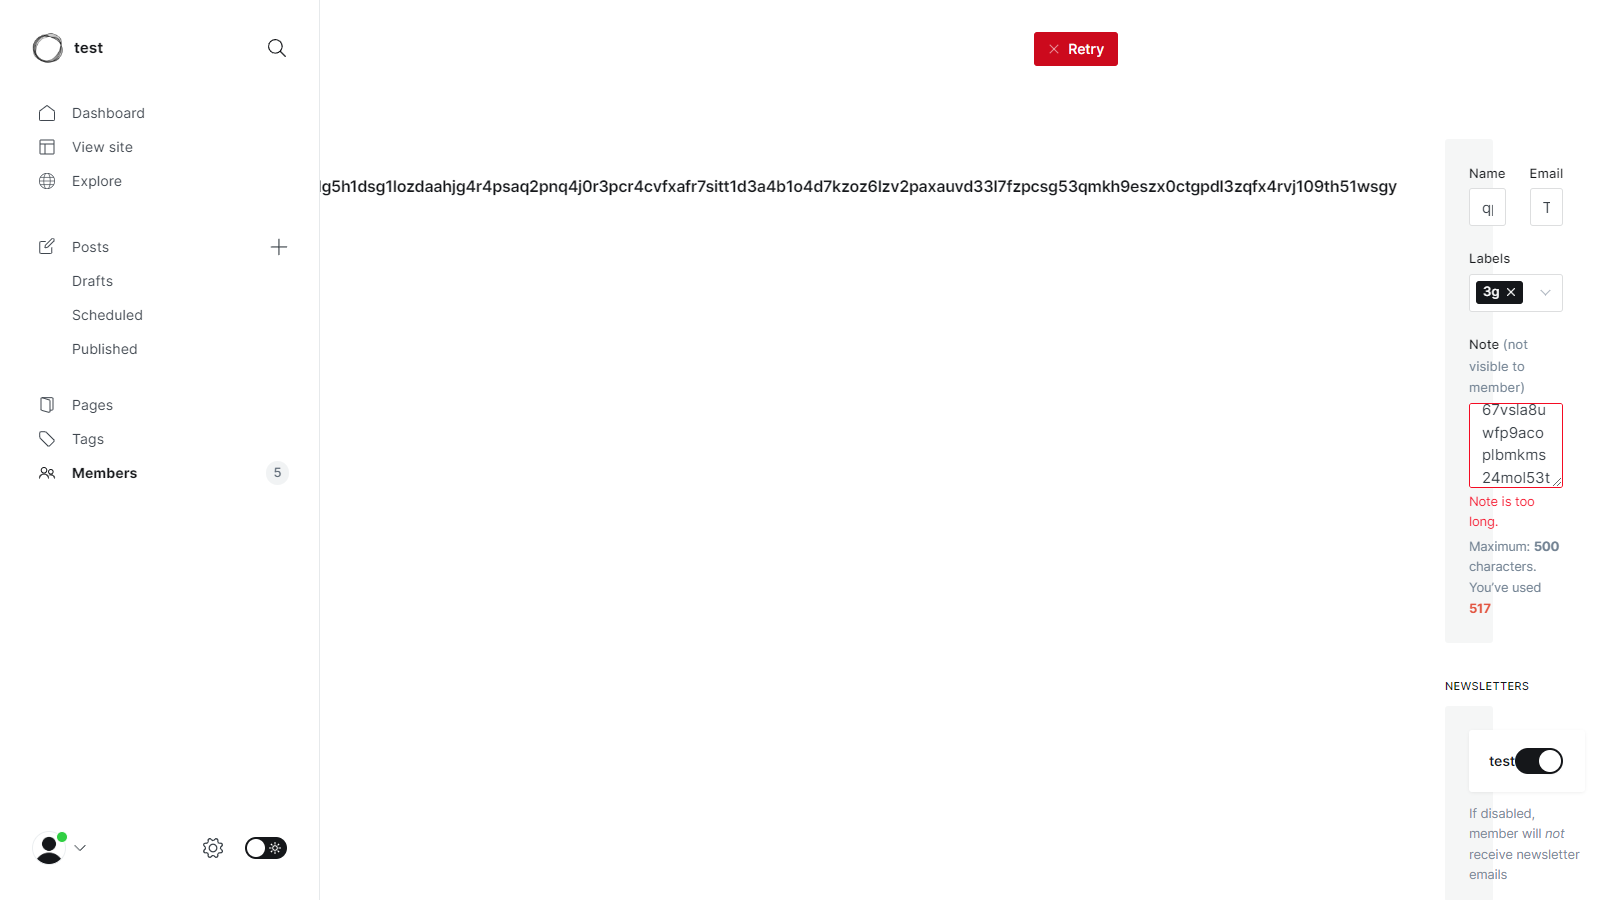 test
Dashboard
View site
Explore
Posts
Drafts
Scheduled
Published
Pages
Tags
Members
5
Retry
lg5h1dsg1lozdaahjg4r4psaq2pnq4j0r3pcr4cvfxafr7sitt1d3a4b1o4d7kzoz6lzv2paxauvd33l7fzpcsg53qmkh9eszx0ctgpdl3zqfx4rvj109th51wsgy
Name
Email
T
Labels
3g
Note (not
visible to
member)
67vsla8u
wfp9aco
plbmkms
24mol53t
Note is too
long.
Maximum: 500
characters.
You've used
517
NEWSLETTERS
test
If disabled,
member will not
receive newsletter
emails